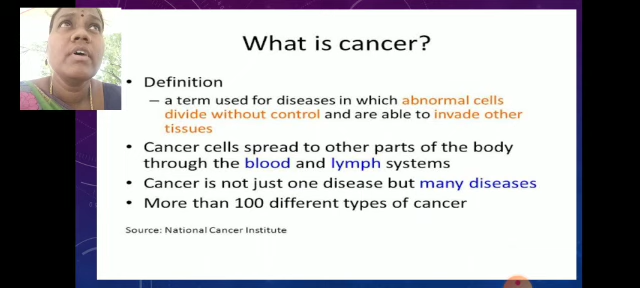 What is cancer?
• Definition
– a term used for diseases in which abnormal cells
divide without control and are able to invade other
tissues
• Cancer cells spread to other parts of the body
through the blood and lymph systems
• Cancer is not just one disease but many diseases
• More than 100 different types of cancer
Source: National Cancer Institute